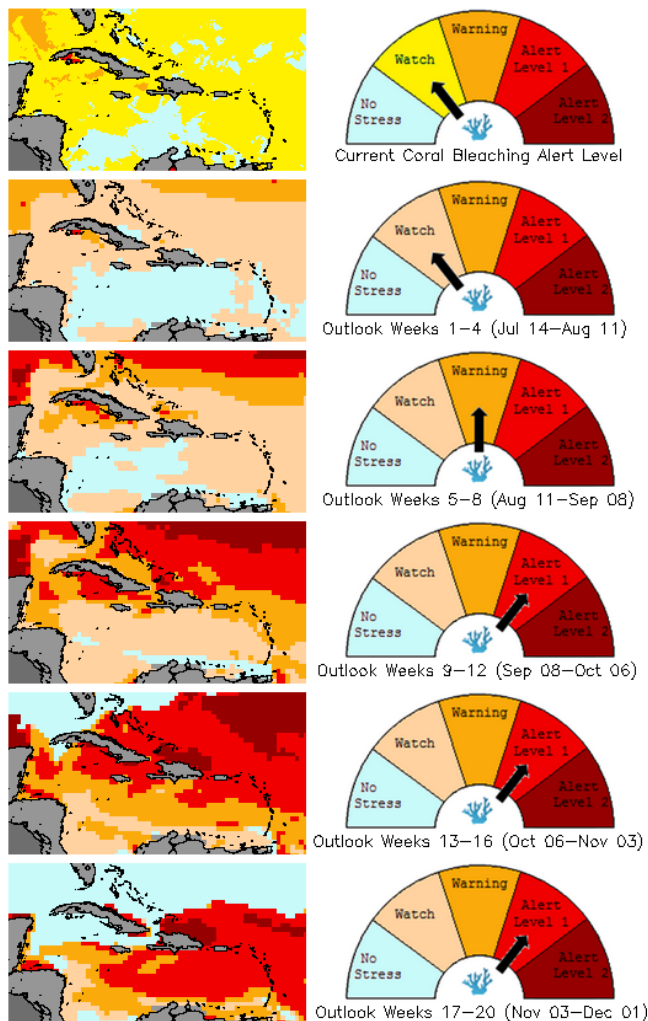 Warning
Watch
Alert
Level 1
No
Stress
Alert
Level 2
Current Coral Bleaching Alert Level
Warning
Watch
Alert
Level 1
No
Stress
Alert
Level 2
Outlook Weeks 1-4 (Jul 14-Aug 11)
Warning
Watch
Alert
Level 1
No
Stress
Alert
Level 2
Outlook Weeks 5-8 (Aug 11-Sep 08)
Warning
Watch
Alert
Level 1
No
Stress
Alert
Level 2
Outlook Weeks 9-12 (Sep 08-Oct 06)
Warning
Watch
Alert
Level 1
No
Stress
Alert
Level 2
Outlook Weeks 13-16 (Oct 06-Nov 03)
Warning
Watch
Alert
Level 1
No
Stress
Alert
Level 2
Outlook Weeks 17-20 (Nov 03-Dec 01)